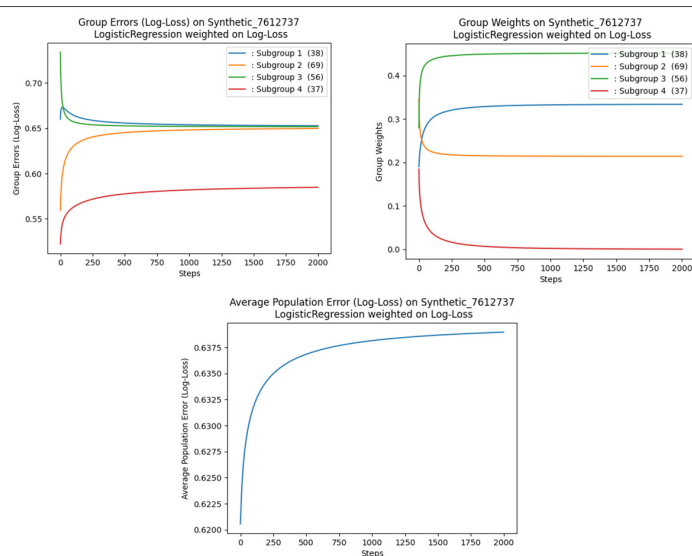 Group Errors (Log-Loss) on Synthetic_7612737
LogisticRegression weighted on Log-Loss
: Subgroup 1 (38)
: Subgroup 2 (69)
: Subgroup 3 (56)
: Subgroup 4 (37)
Group Errors (Log-Loss)
0.70
0.65
0.60
0.55
0 250 500 750 1000 1250 1500 1750 2000
Steps
Group Weights on Synthetic_7612737
LogisticRegression weighted on Log-Loss
: Subgroup 1 (38)
: Subgroup 2 (69)
: Subgroup 3 (56)
: Subgroup 4 (37)
Group Weights
0.4
0.3
0.2
0.1
0.0
0 250 500 750 1000 1250 1500 1750 2000
Steps
Average Population Error (Log-Loss) on Synthetic_7612737
LogisticRegression weighted on Log-Loss
Average Population Error (Log-Loss)
0.6375
0.6350
0.6325
0.6300
0.6275
0.6250
0.6225
0.6200
0 250 500 750 1000 1250 1500 1750 2000
Steps